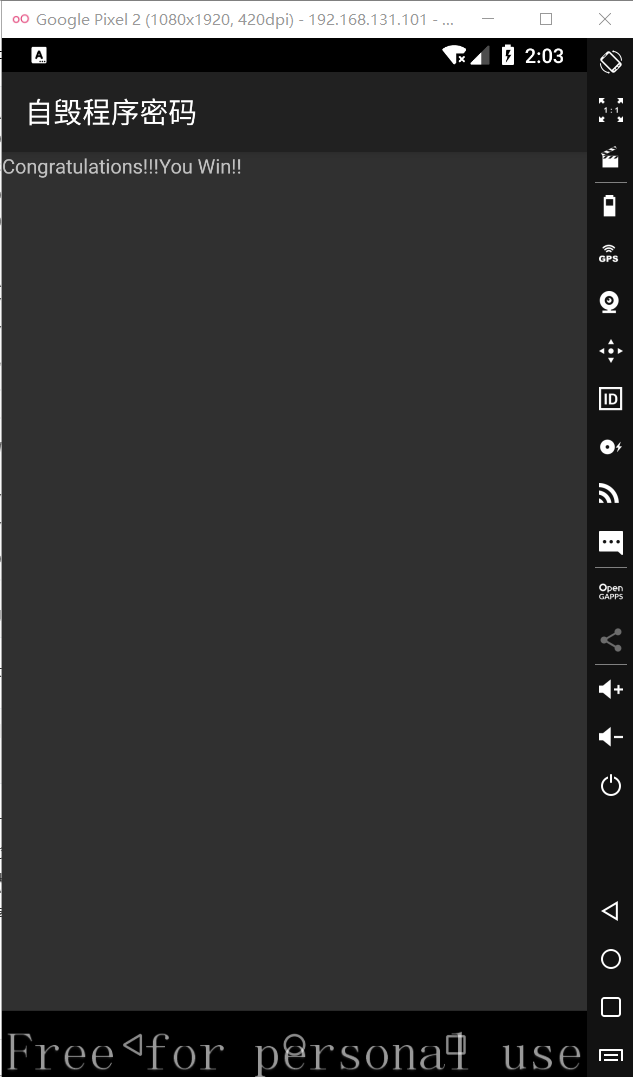 Google Pixel 2 (1080x1920, 420dpi) - 192.168.131.101 - ...
A
2:03
自毁程序密码
Congratulations!!!You Win!!
1:1
GPS
ID
Open
GAPPS
Free for personal use